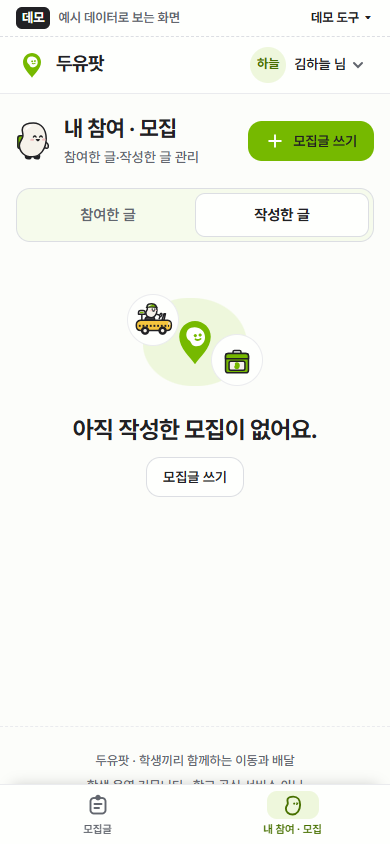 데모 예시 데이터로 보는 화면 데모 도구
두유팟 하늘 김하늘 님
내 참여 · 모집
참여한 글·작성한 글 관리
모집글 쓰기
참여한 글 작성한 글
아직 작성한 모집이 없어요.
모집글 쓰기
두유팟 · 학생끼리 함께하는 이동과 배달
모집글 내 참여 · 모집